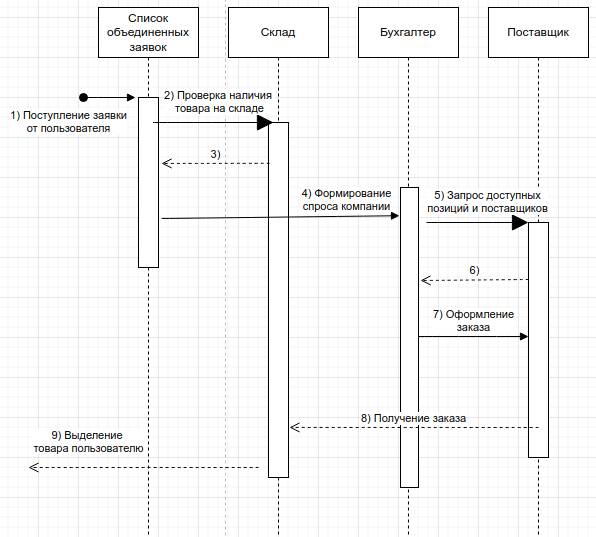 Список
объединенных
заявок
Склад
Бухгалтер
Поставщик
1) Поступление заявки
от пользователя
2) Проверка наличия
товара на складе
3)
4) Формирование
спроса компании
5) Запрос доступных
позиций и поставщиков
6)
7) Оформление
заказа
8) Получение заказа
9) Выделение
товара пользователю